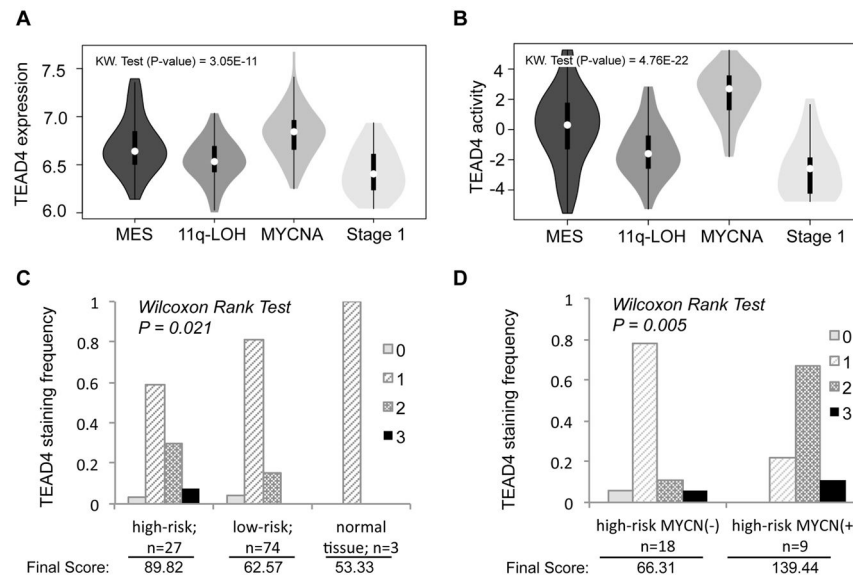 A
KW. Test (P-value) = 3.05E-11
TEAD4 expression
7.5
7.0
6.5
6.0
MES 11q-LOH MYCNA Stage 1
B
KW. Test (P-value) = 4.76E-22
TEAD4 activity
4
2
0
-2
-4
MES 11q-LOH MYCNA Stage 1
C
Wilcoxon Rank Test
P = 0.021
TEAD4 staining frequency
1
0.8
0.6
0.4
0.2
0
0
1
2
3
high-risk; low-risk; normal
n=27 n=74 tissue; n=3
Final Score: 89.82 62.57 53.33
D
Wilcoxon Rank Test
P = 0.005
TEAD4 staining frequency
1
0.8
0.6
0.4
0.2
0
0
1
2
3
high-risk MYCN(-) high-risk MYCN(+
n=18 n=9
Final Score: 66.31 139.44